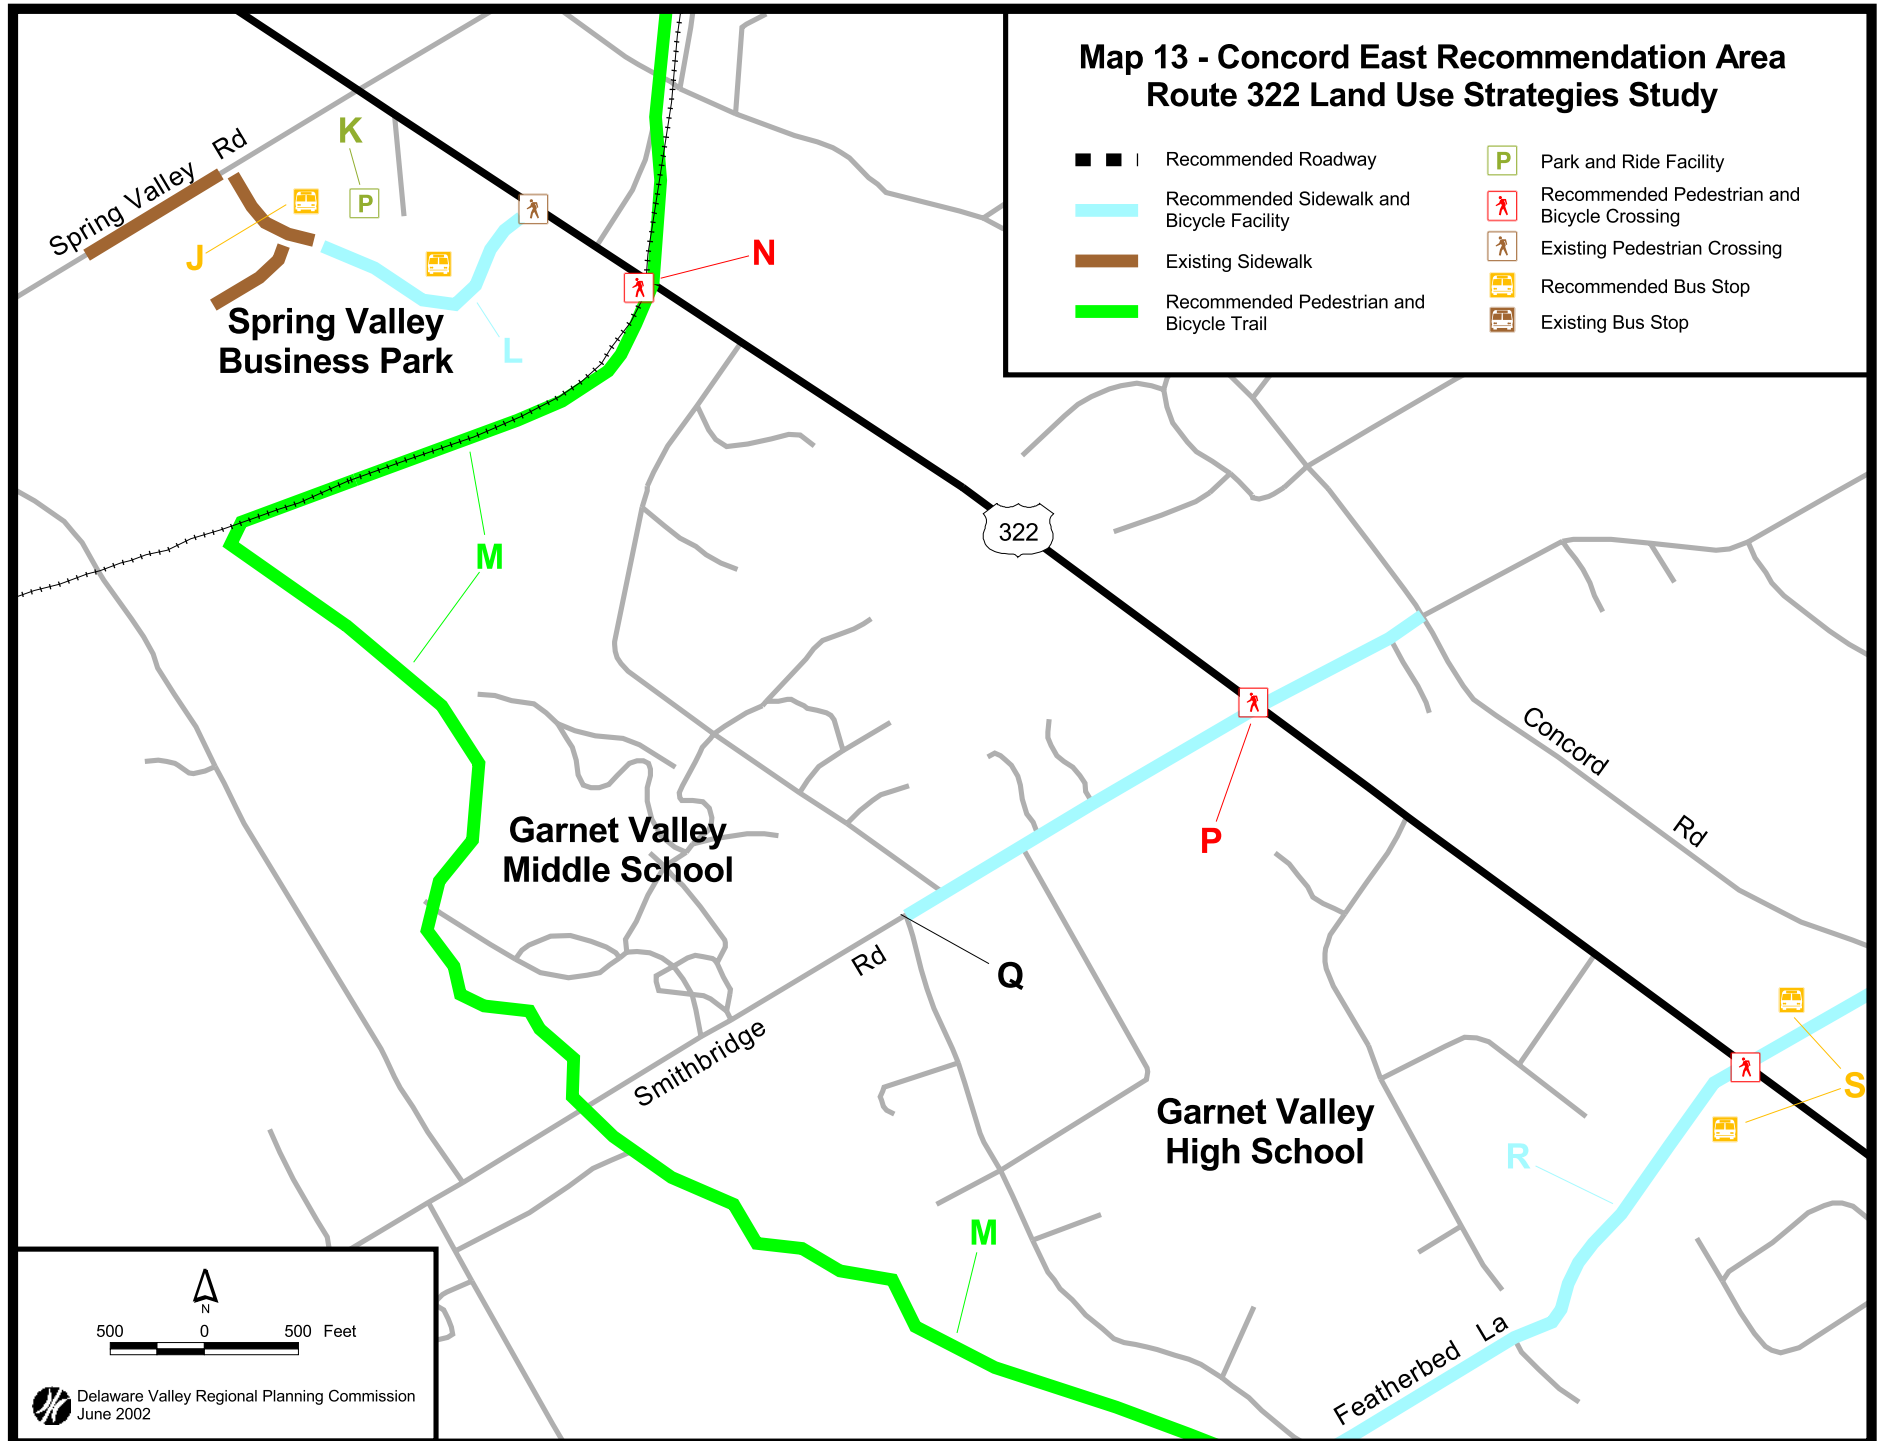 Map 13 - Concord East Recommendation Area
Route 322 Land Use Strategies Study
Recommended Roadway
Recommended Sidewalk and
Bicycle Facility
Existing Sidewalk
Recommended Pedestrian and
Bicycle Trail
P
Park and Ride Facility
Recommended Pedestrian and
Bicycle Crossing
Existing Pedestrian Crossing
Recommended Bus Stop
Existing Bus Stop
Spring Valley Rd
K
P
J
N
L
Spring Valley
Business Park
M
322
Concord Rd
P
Garnet Valley
Middle School
Q
Smithbridge Rd
S
Garnet Valley
High School
R
M
Featherbed La
N
500 0 500 Feet
Delaware Valley Regional Planning Commission
June 2002